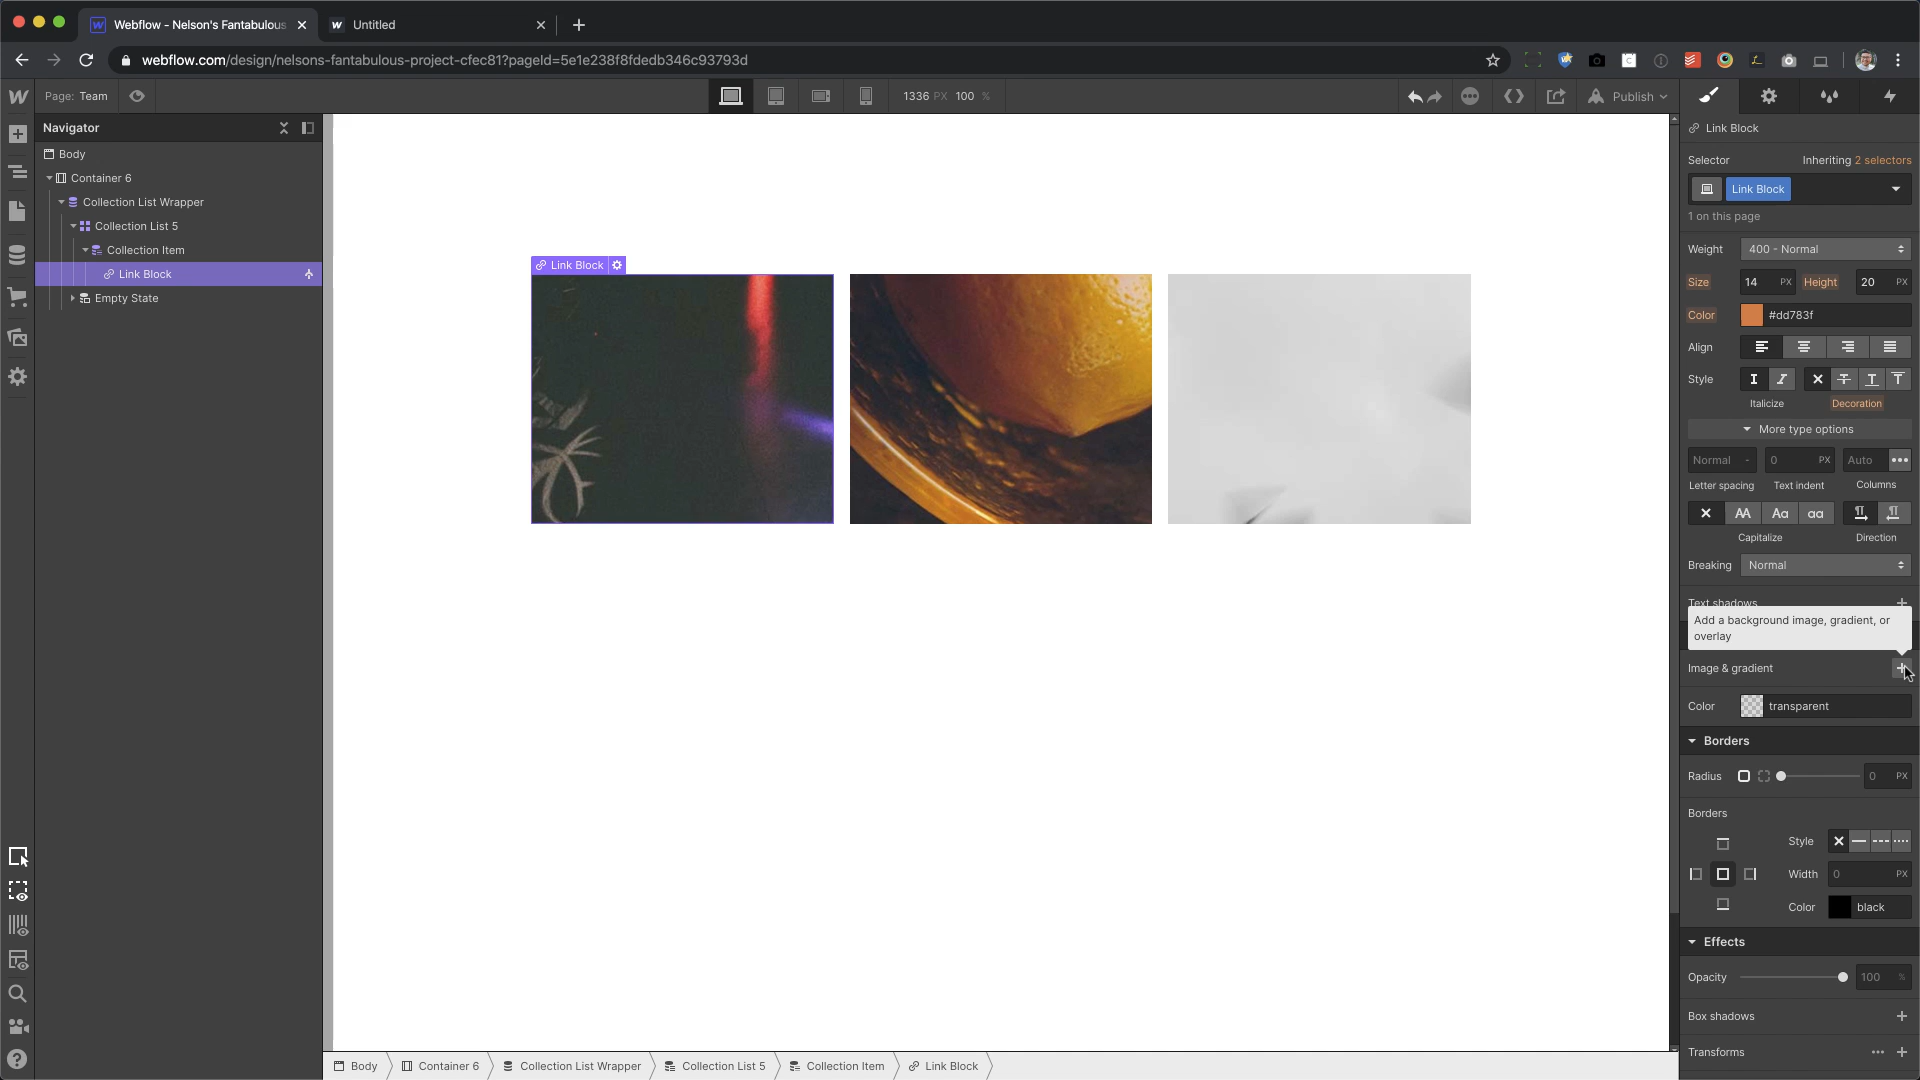 Webflow - Nelson's Fantabulous
Untitled
webflow.com/design/nelsons-fantabulous-project-cfec81?pageId=5e1e238f8fdedb346c93793d
Page: Team
1336 PX 100 %
Publish
Navigator
Body
Container 6
Collection List Wrapper
Collection List 5
Collection Item
Link Block
Empty State
Link Block
Link Block
Selector
Inheriting 2 selectors
Link Block
1 on this page
Weight
400 - Normal
Size
14 PX
Height
20 PX
Color
#dd783f
Align
Style
Italicize
Decoration
More type options
Normal -
0 PX
Auto
Letter spacing
Text indent
Columns
AA
Aa
aa
Capitalize
Direction
Breaking
Normal
Text shadows
Add a background image, gradient, or
overlay
Image & gradient
Color
transparent
Borders
Radius
0 PX
Borders
Style
Width
0 PX
Color
black
Effects
Opacity
100 %
Box shadows
Transforms
Body
Container 6
Collection List Wrapper
Collection List 5
Collection Item
Link Block